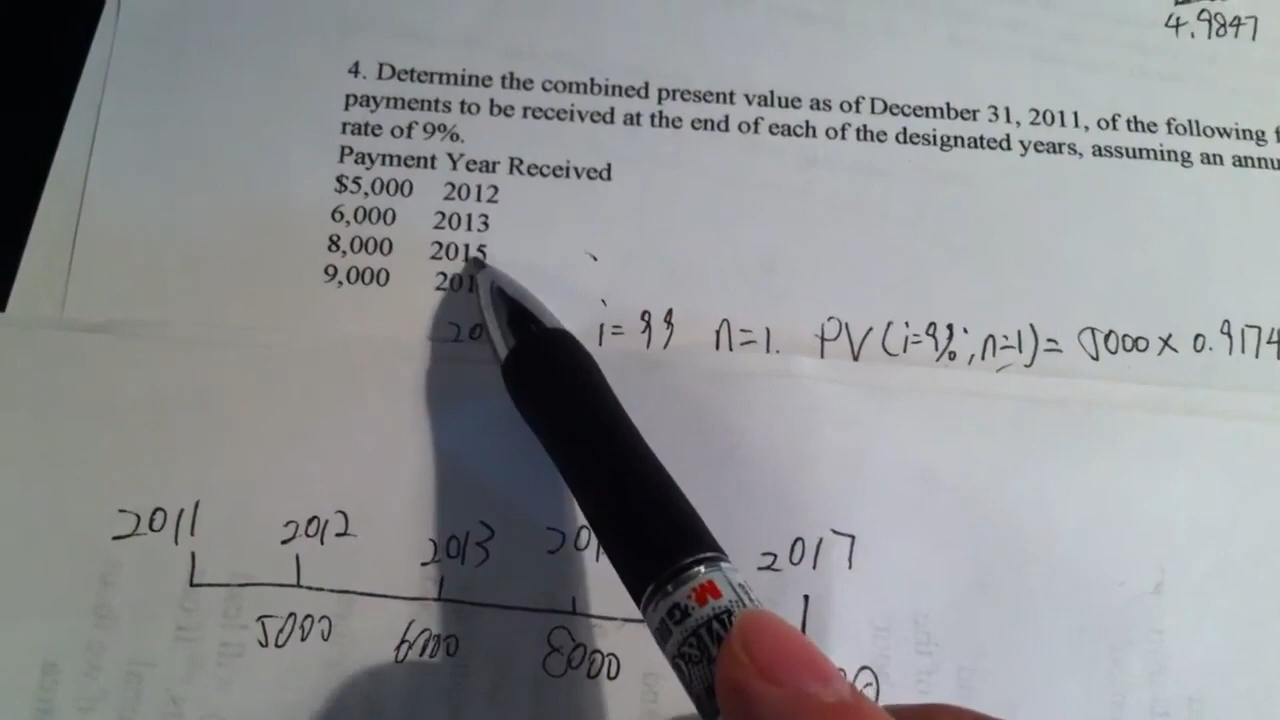 4.9847
4. Determine the combined present value as of December 31, 2011, of the following
payments to be received at the end of each of the designated years, assuming an
rate of 9%.
Payment Year Received
$5,000 2012
6,000 2013
8,000 2015
9,000
i= 99 n=1. PV(i=9%; n=1) = 5000 × 0.9174
2011 2012 2013 2017
5000 6000 8000